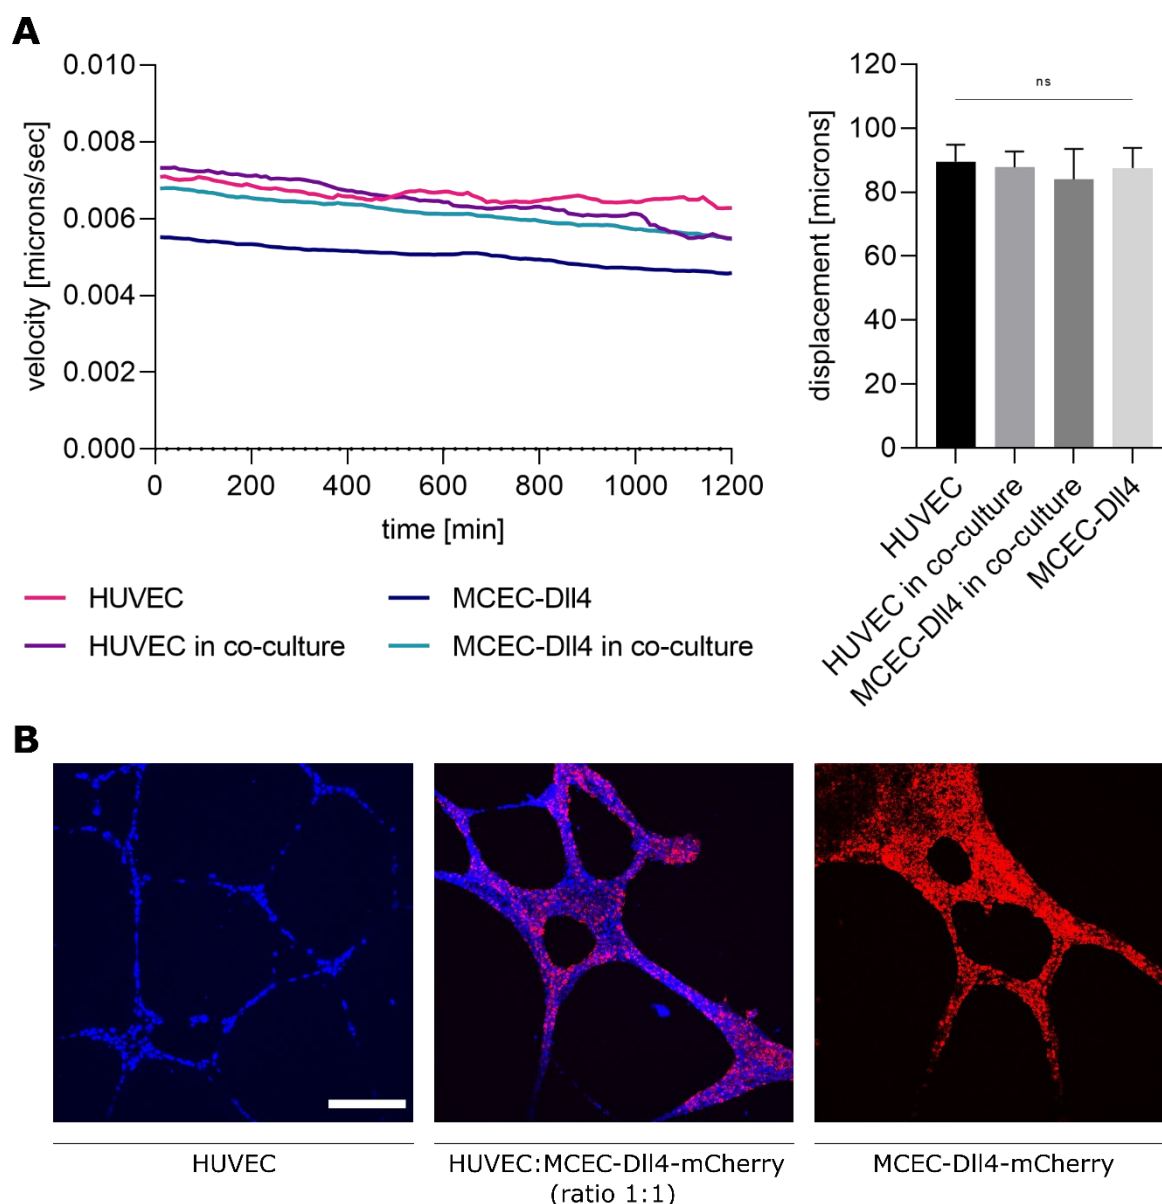 A
0.010
0.008
0.006
0.004
0.002
0.000
velocity [microns/sec]
0 200 400 600 800 1000 1200
time [min]
HUVEC
HUVEC in co-culture
MCEC-Dll4
MCEC-Dll4 in co-culture
120
100
80
60
40
20
0
displacement [microns]
ns
HUVEC
HUVEC in co-culture
MCEC-Dll4 in co-culture
MCEC-Dll4
B
HUVEC
HUVEC:MCEC-Dll4-mCherry
(ratio 1:1)
MCEC-Dll4-mCherry